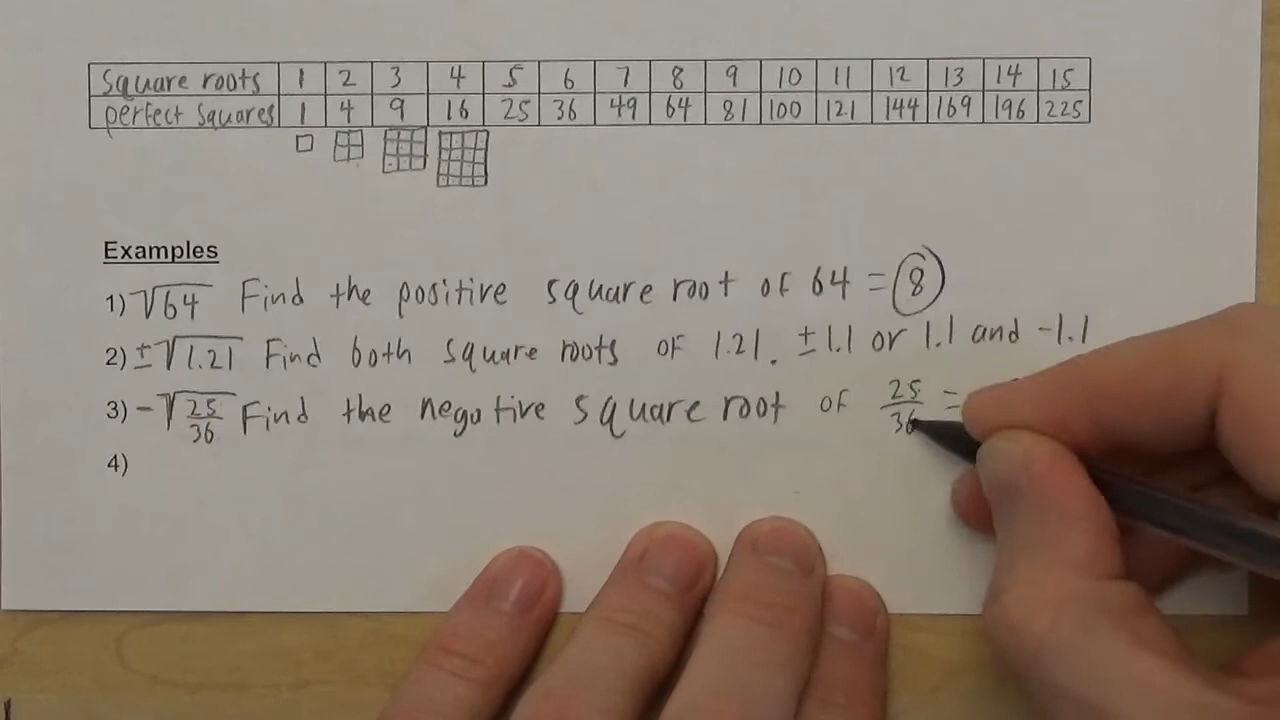 Square roots 1 2 3 4 5 6 7 8 9 10 11 12 13 14 15
perfect squares 1 4 9 16 25 36 49 64 81 100 121 144 169 196 225
Examples
1) √64 Find the positive square root of 64 = 8
2) ±√1.21 Find both square roots of 1.21. ±1.1 or 1.1 and -1.1
3) -√25/36 Find the negative square root of 25/36 =
4)